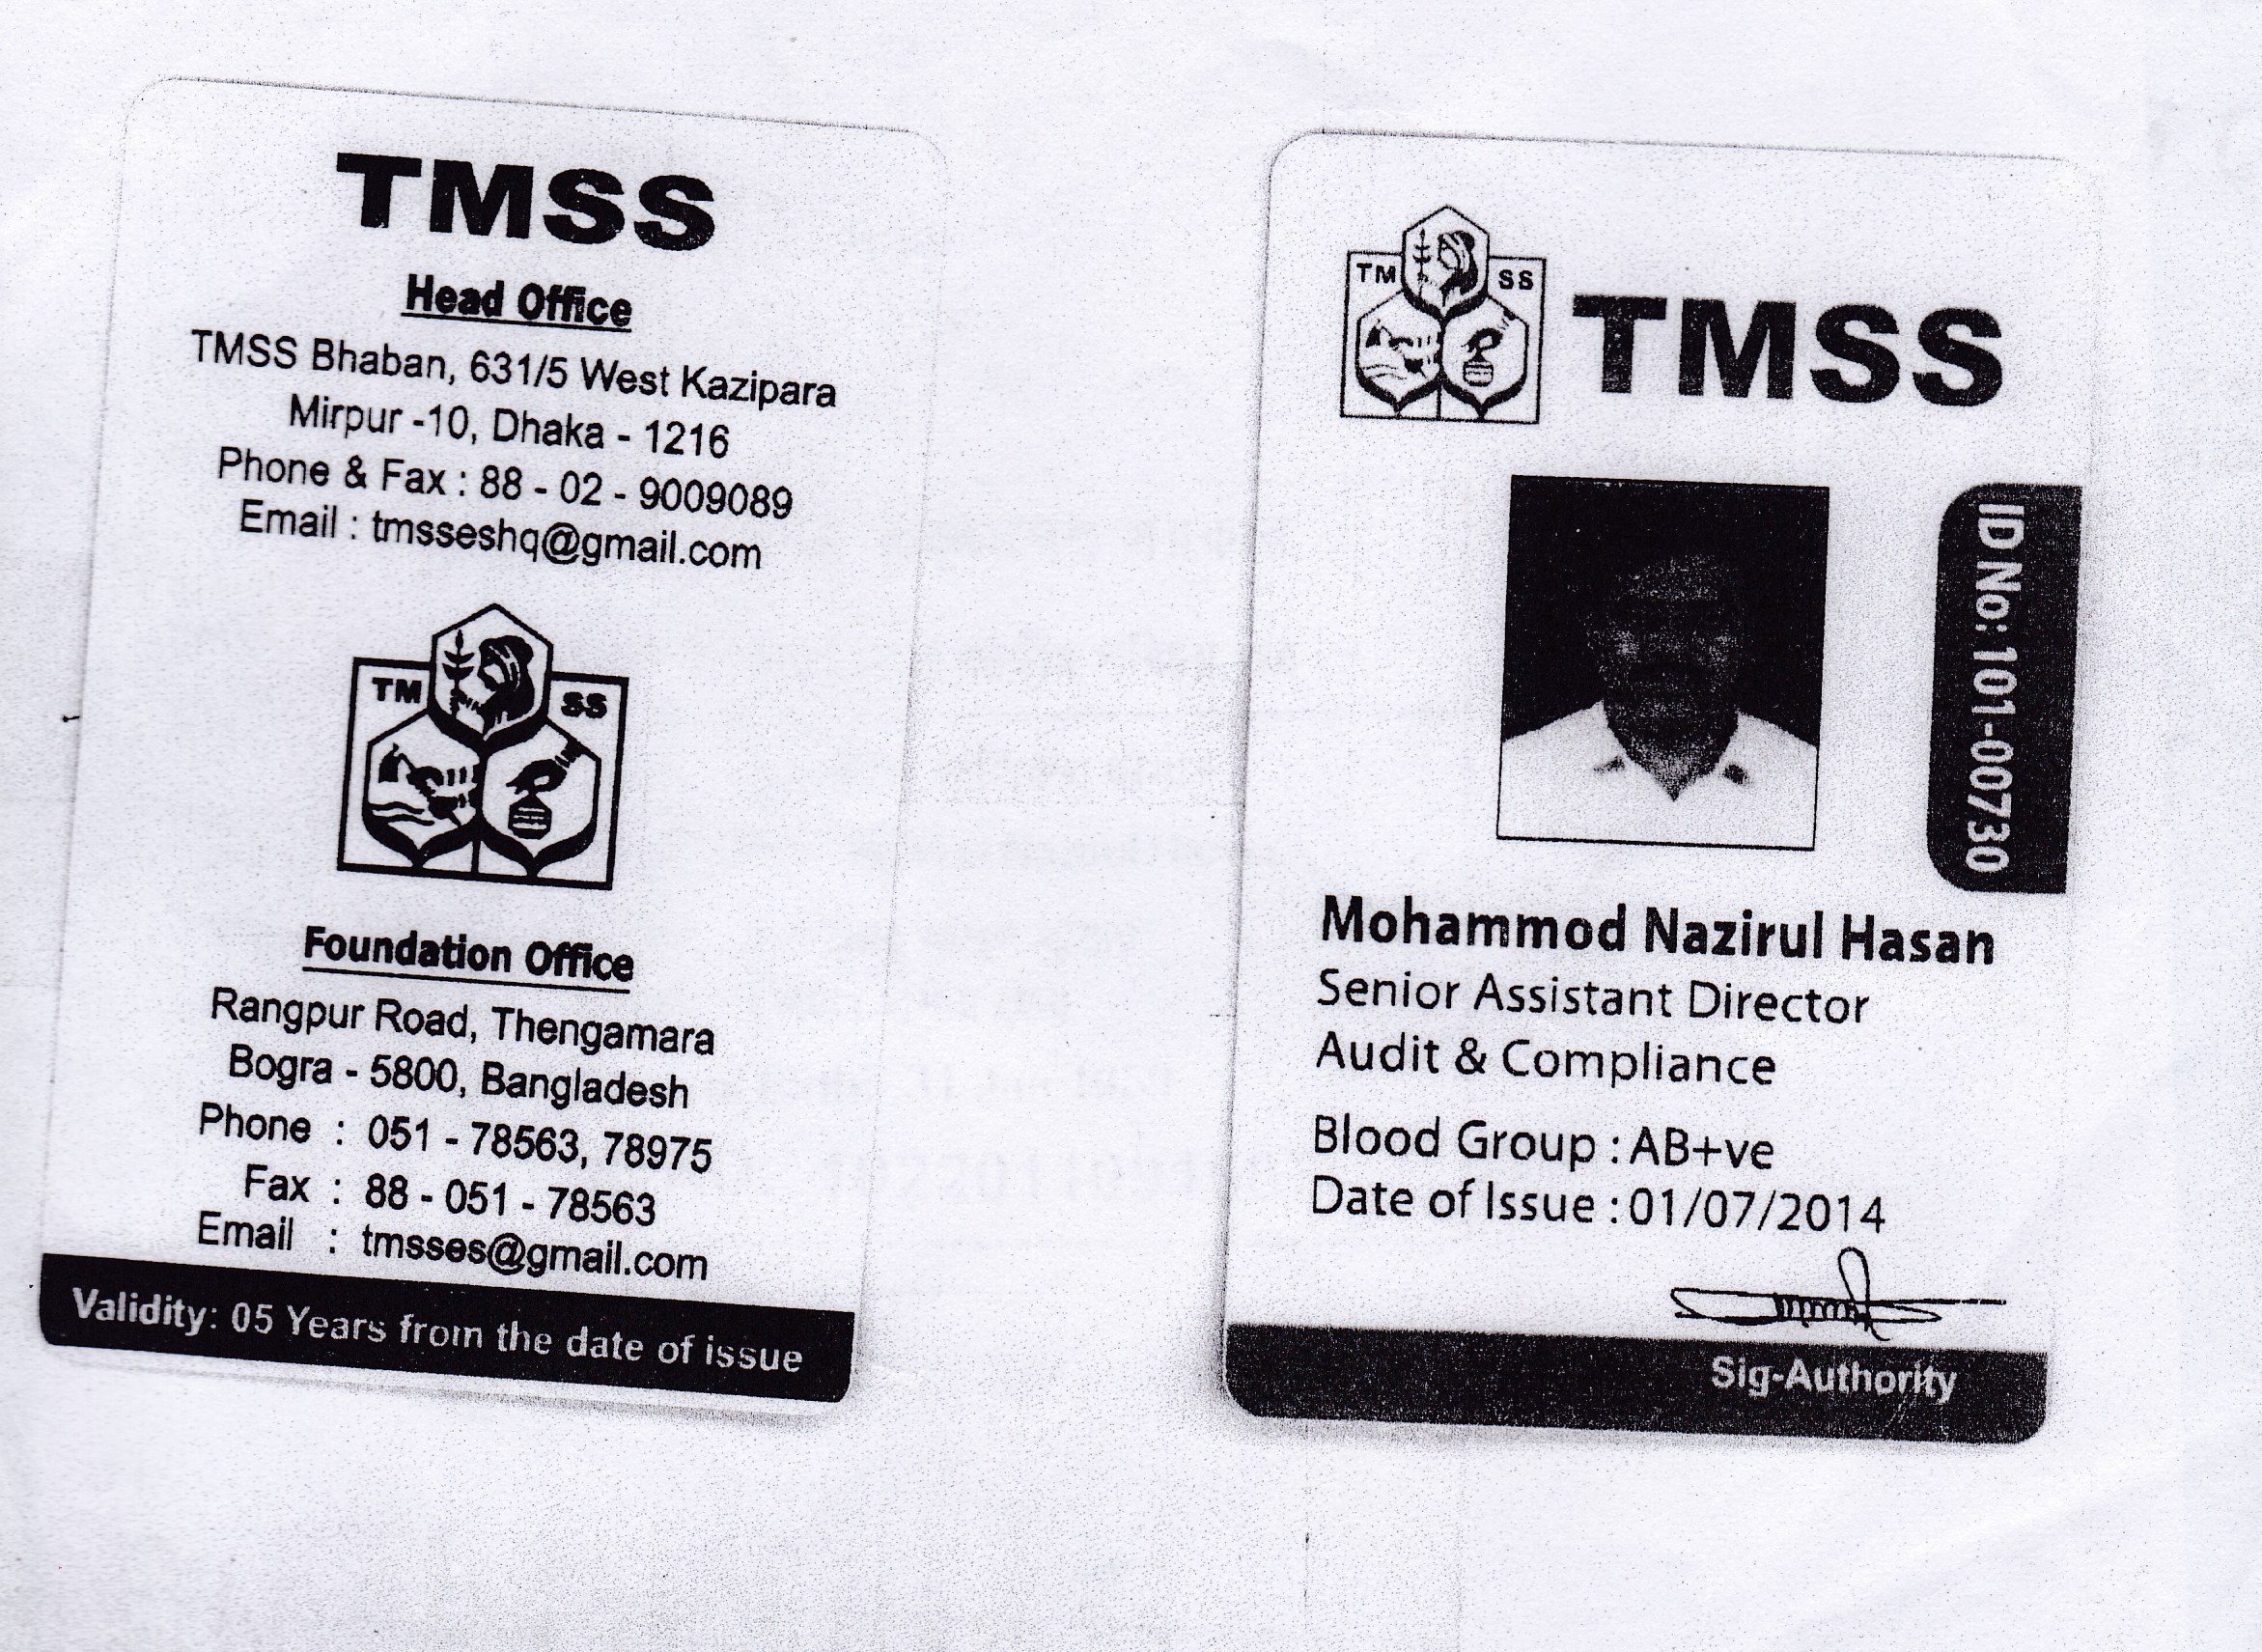 TMSS
Head Office
TMSS Bhaban, 631/5 West Kazipara
Mirpur -10, Dhaka - 1216
Phone & Fax : 88 - 02 - 9009089
Email : tmsseshq@gmail.com
TM SS
Foundation Office
Rangpur Road, Thengamara
Bogra - 5800, Bangladesh
Phone : 051 - 78563, 78975
Fax : 88 - 051 - 78563
Email : tmsses@gmail.com
Validity: 05 Years from the date of issue
TM SS
TMSS
ID No: 101-00730
Mohammod Nazirul Hasan
Senior Assistant Director
Audit & Compliance
Blood Group : AB+ve
Date of Issue : 01/07/2014
Sig-Authority